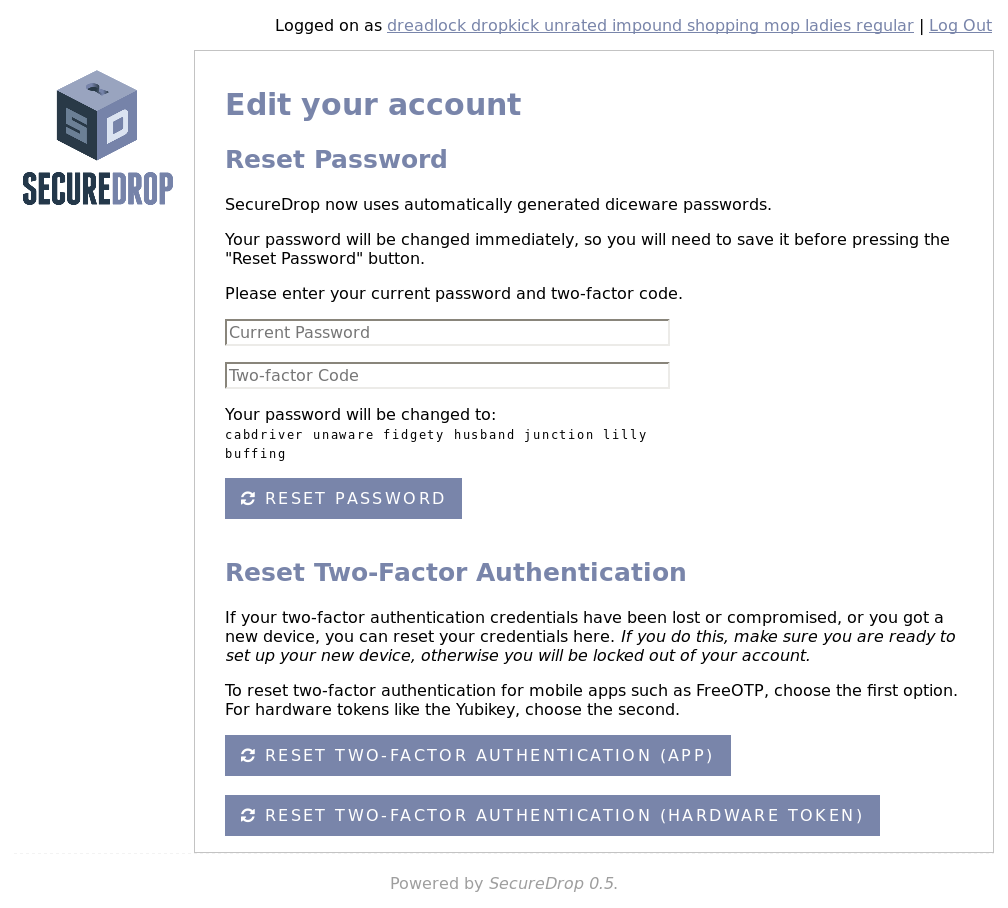 Logged on as dreadlock dropkick unrated impound shopping mop ladies regular | Log Out
SD
SECUREDROP
Edit your account
Reset Password
SecureDrop now uses automatically generated diceware passwords.
Your password will be changed immediately, so you will need to save it before pressing the
"Reset Password" button.
Please enter your current password and two-factor code.
Current Password
Two-factor Code
Your password will be changed to:
cabdriver unaware fidgety husband junction lilly
buffing
RESET PASSWORD
Reset Two-Factor Authentication
If your two-factor authentication credentials have been lost or compromised, or you got a
new device, you can reset your credentials here. If you do this, make sure you are ready to
set up your new device, otherwise you will be locked out of your account.
To reset two-factor authentication for mobile apps such as FreeOTP, choose the first option.
For hardware tokens like the Yubikey, choose the second.
RESET TWO-FACTOR AUTHENTICATION (APP)
RESET TWO-FACTOR AUTHENTICATION (HARDWARE TOKEN)
Powered by SecureDrop 0.5.